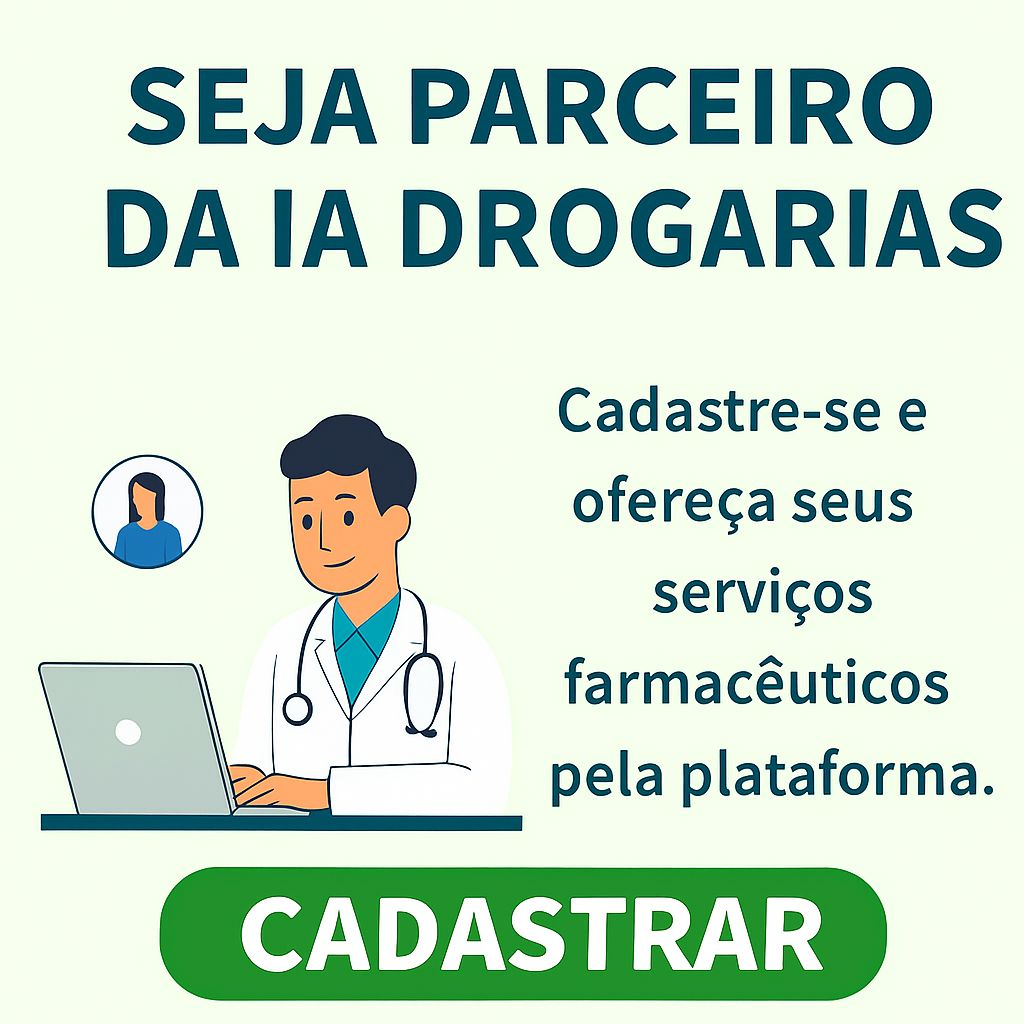 SEJA PARCEIRO
DA IA DROGARIAS
Cadastre-se e
ofereça seus
serviços
farmacêuticos
pela plataforma.
CADASTRAR